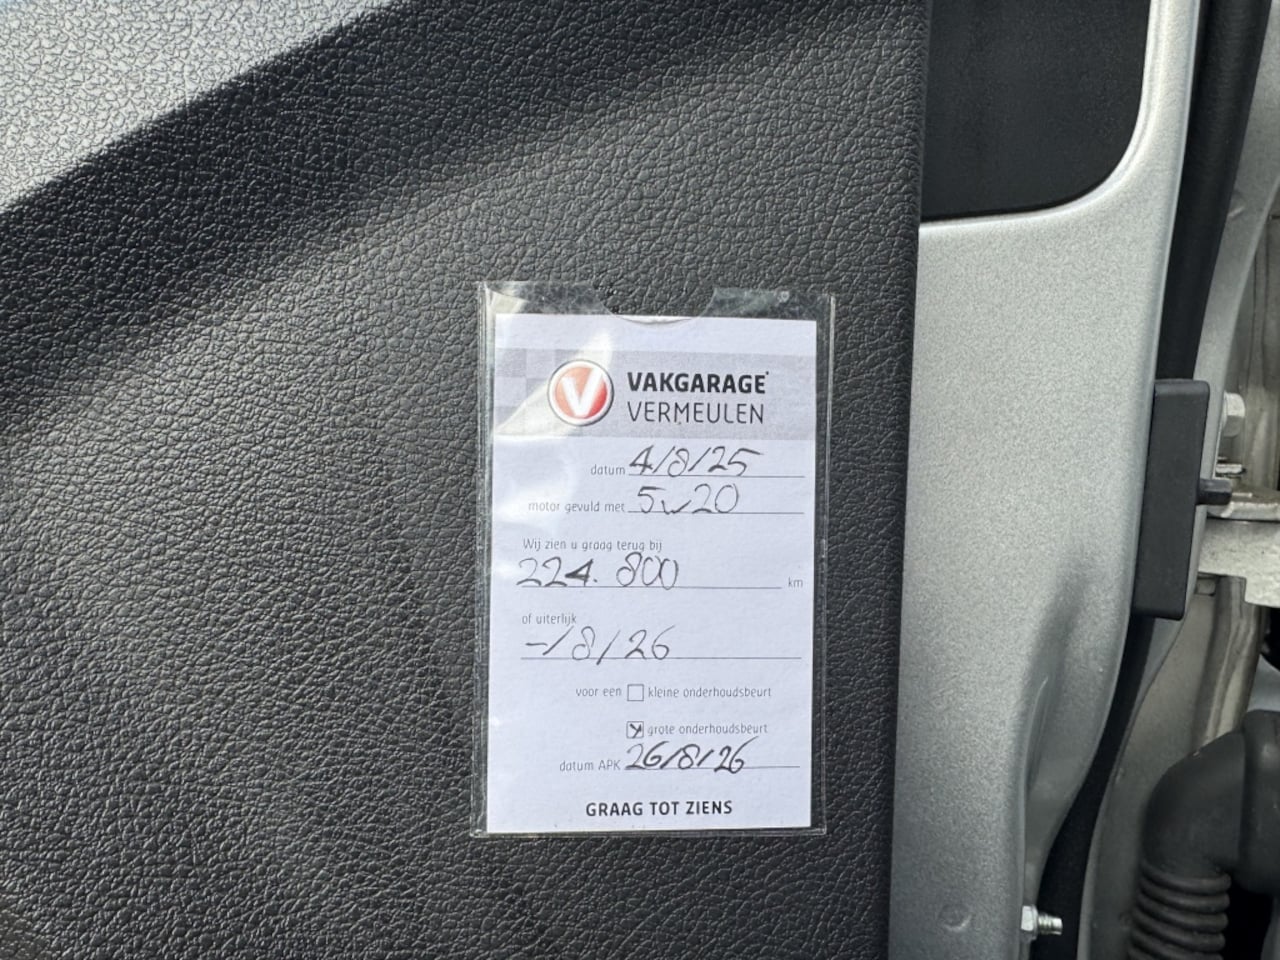 V
VAKGARAGE
VERMEULEN
datum 4/8/25
motor gevuld met 5w20
Wij zien u graag terug bij
224.800 km
of uiterlijk
-/8/26
voor een kleine onderhoudsbeurt
grote onderhoudsbeurt
datum APK 26/8/26
GRAAG TOT ZIENS